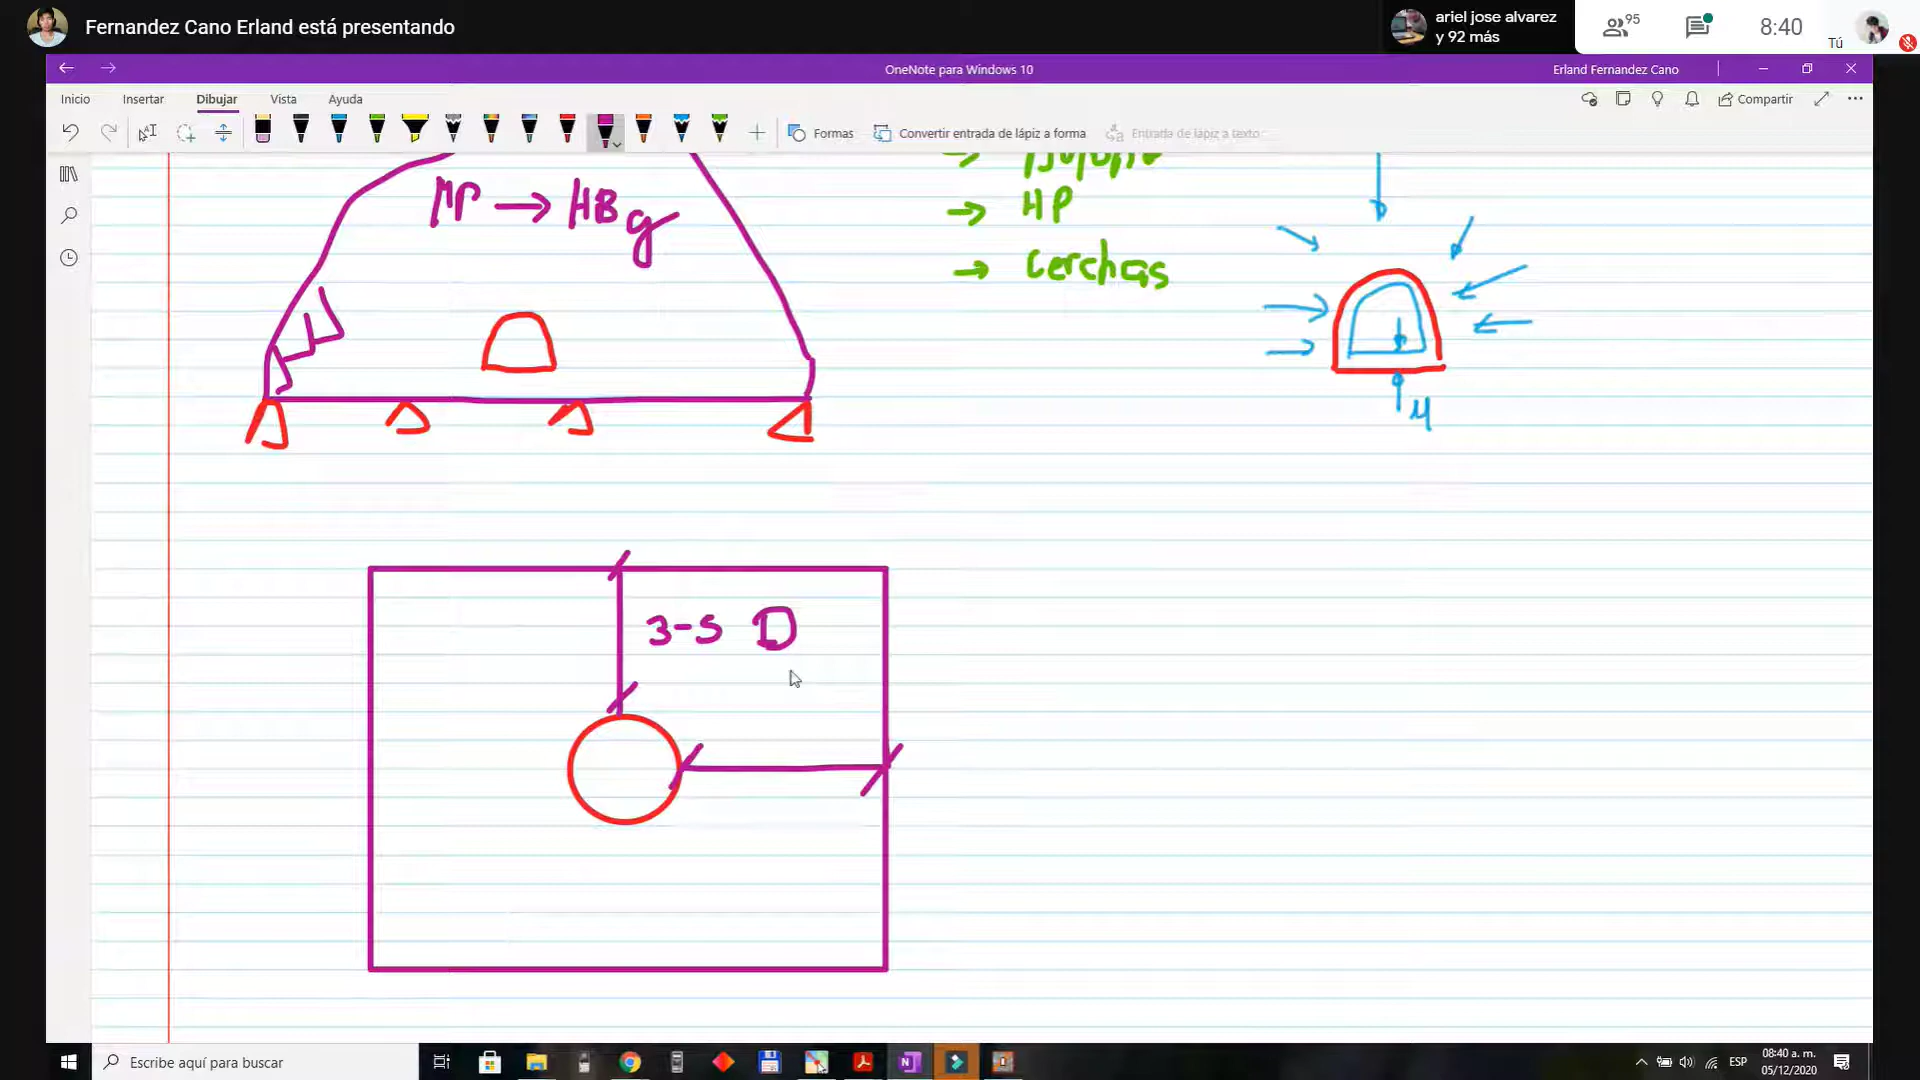 Fernandez Cano Erland está presentando
ariel jose alvarez
y 92 más
95
8:40
Tú
OneNote para Windows 10
Erland Fernandez Cano
Inicio
Insertar
Dibujar
Vista
Ayuda
Compartir
Formas
Convertir entrada de lápiz a forma
Entrada de lápiz a texto
MP → HBg
→ HP
→ Cerchas
μ
3-5 D
Escribe aquí para buscar
ESP
08:40 a. m.
05/12/2020